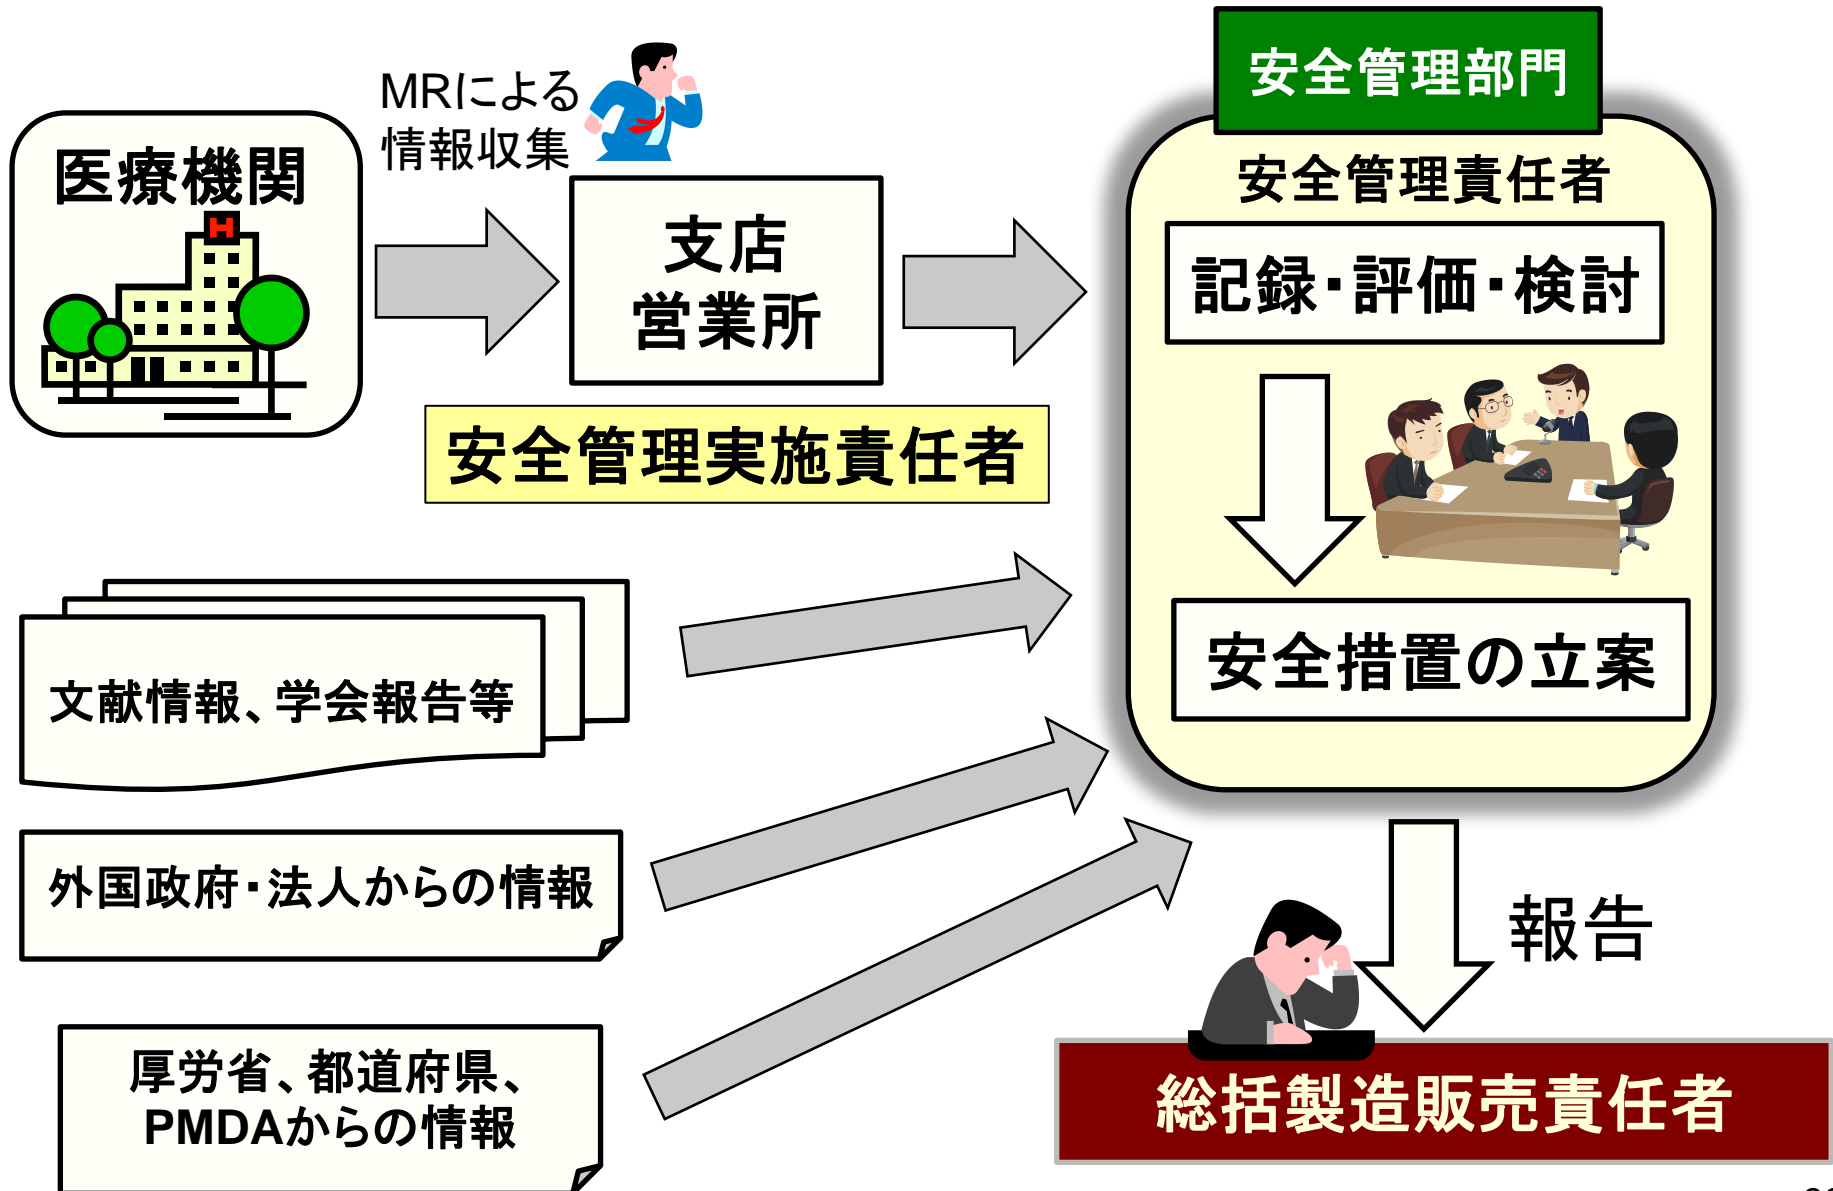 医療機関
H
MRによる
情報収集
支店
営業所
安全管理実施責任者
文献情報、学会報告等
外国政府・法人からの情報
厚労省、都道府県、
PMDAからの情報
安全管理部門
安全管理責任者
記録・評価・検討
安全措置の立案
報告
総括製造販売責任者